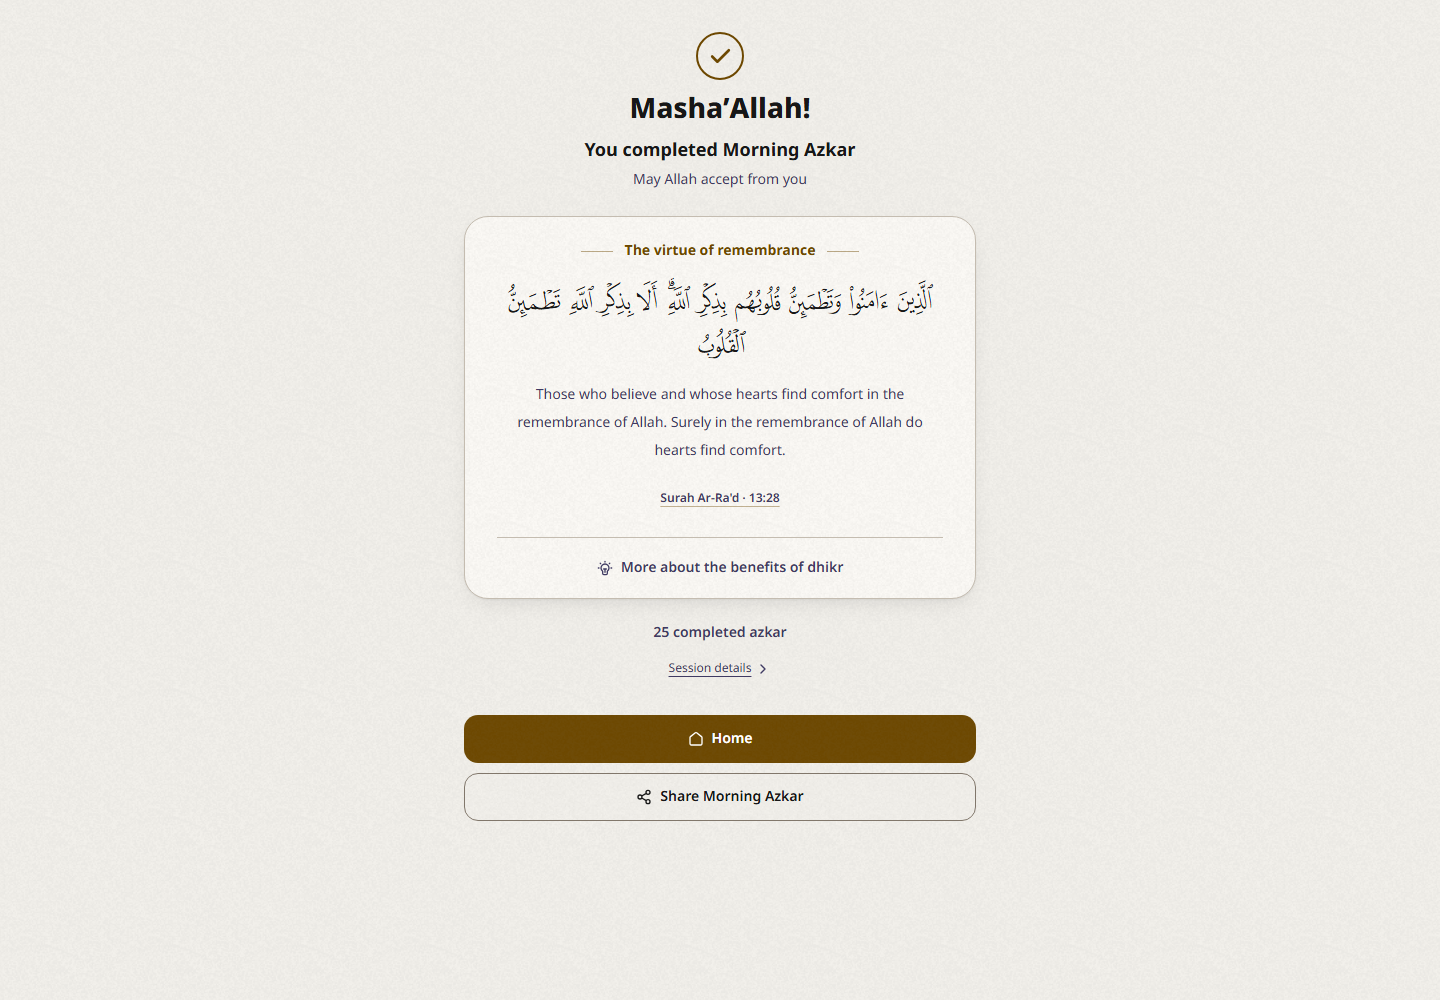 Masha’Allah!
You completed Morning Azkar
May Allah accept from you
The virtue of remembrance
ٱلَّذِينَ ءَامَنُوا۟ وَتَطْمَئِنُّ قُلُوبُهُم بِذِكْرِ ٱللَّهِ ۗ أَلَا بِذِكْرِ ٱللَّهِ تَطْمَئِنُّ
ٱلْقُلُوبُ
Those who believe and whose hearts find comfort in the
remembrance of Allah. Surely in the remembrance of Allah do
hearts find comfort.
Surah Ar-Ra'd · 13:28
More about the benefits of dhikr
25 completed azkar
Session details
Home
Share Morning Azkar